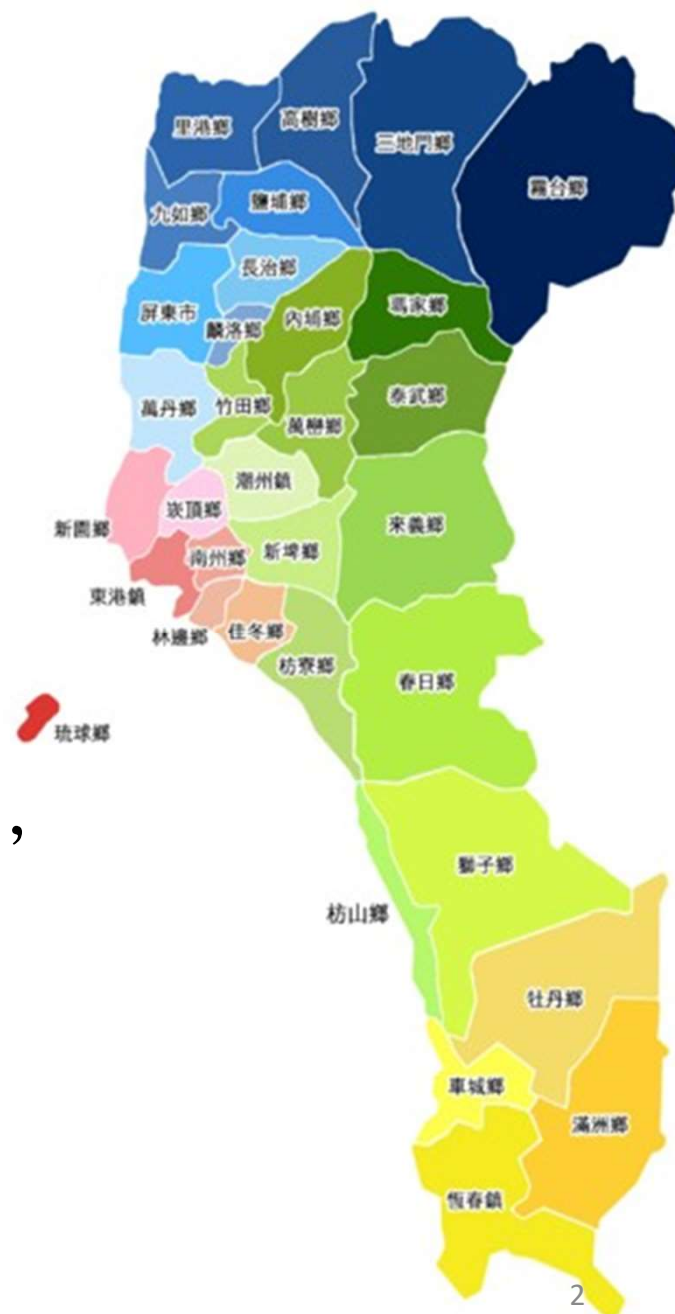 里港鄉
高樹鄉
三地門鄉
霧台鄉
九如鄉
鹽埔鄉
長治鄉
屏東市
麟洛鄉
內埔鄉
瑪家鄉
萬丹鄉
竹田鄉
萬巒鄉
泰武鄉
潮州鎮
新園鄉
崁頂鄉
南州鄉
新埤鄉
來義鄉
東港鎮
林邊鄉
佳冬鄉
枋寮鄉
春日鄉
琉球鄉
,
獅子鄉
枋山鄉
牡丹鄉
車城鄉
滿洲鄉
恆春鎮
2